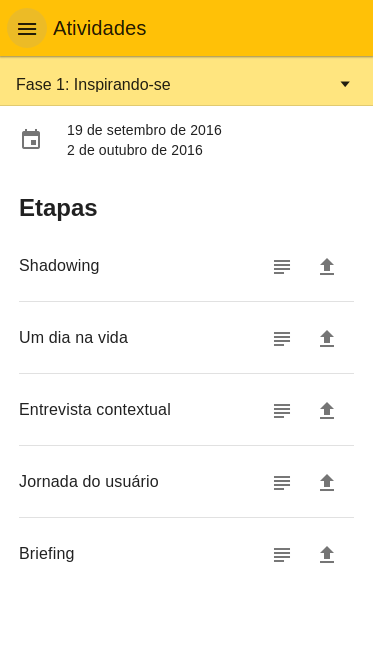 Atividades
Fase 1: Inspirando-se
19 de setembro de 2016
2 de outubro de 2016
Etapas
Shadowing
Um dia na vida
Entrevista contextual
Jornada do usuário
Briefing